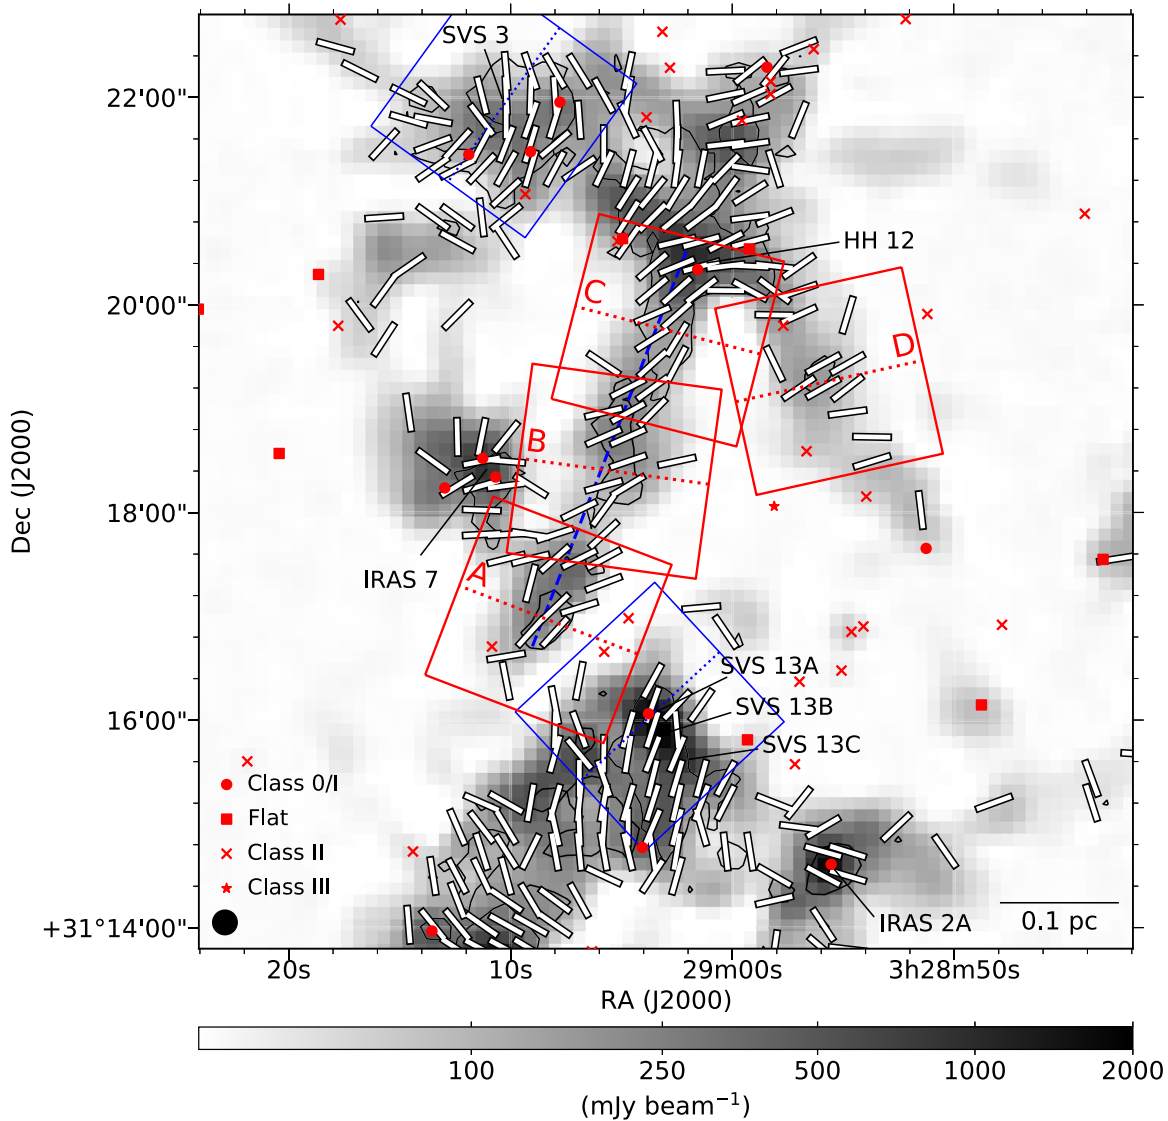 SVS 3
22'00"
HH 12
C
20'00"
D
B
Dec (J2000)
18'00"
IRAS 7
A
SVS 13A
SVS 13B
16'00"
SVS 13C
Class 0/I
Flat
Class II
Class III
IRAS 2A
0.1 pc
+31°14'00"
20s 10s 29m00s 3h28m50s
RA (J2000)
100 250 500 1000 2000
(mJy beam⁻¹)